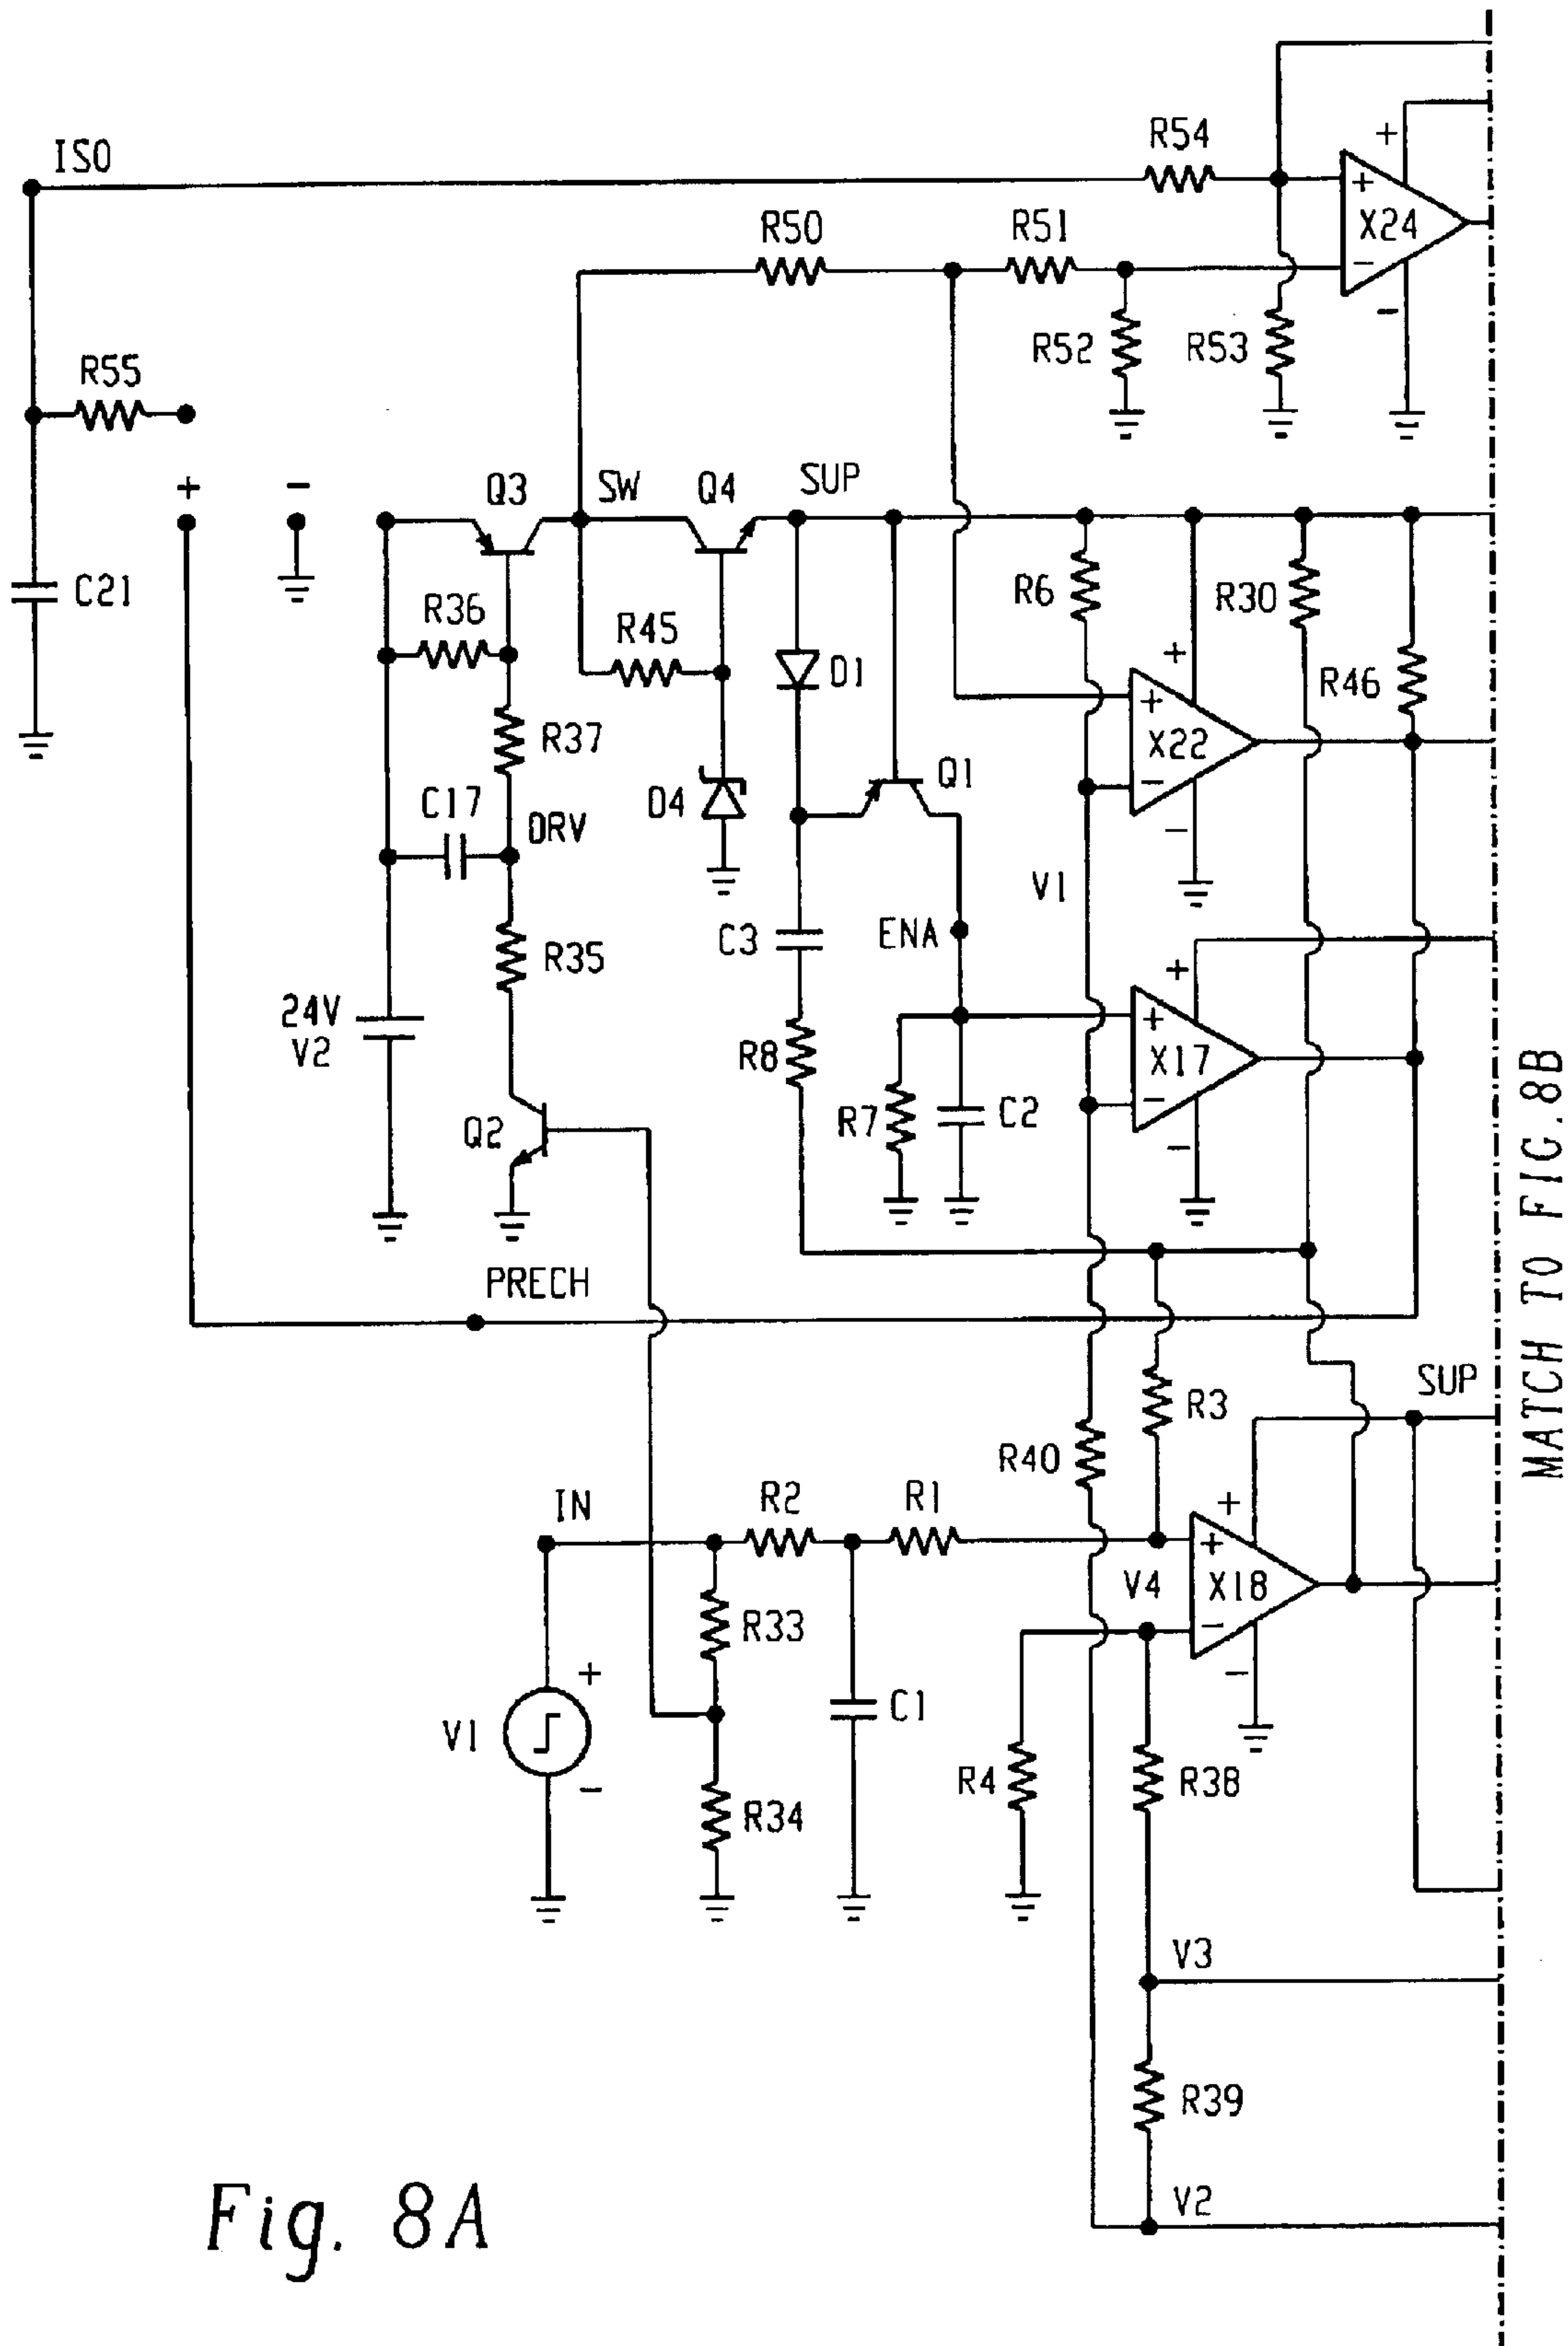 ISO
R54
+
+
X24
−
−
R50
R51
R52
R53
R55
+
−
Q3
SW
Q4
SUP
C21
R36
R45
D1
R6
R30
R46
+
+
X22
−
−
R37
D4
Q1
C17
DRV
V1
ENA
C3
R35
24V
V2
R8
R7
C2
+
+
X17
−
−
Q2
PRECH
MATCH TO FIG.8B
SUP
R3
R40
IN
R2
R1
+
+
V4
X18
−
−
R33
V1
+
−
C1
R4
R38
R34
V3
R39
V2
Fig. 8A